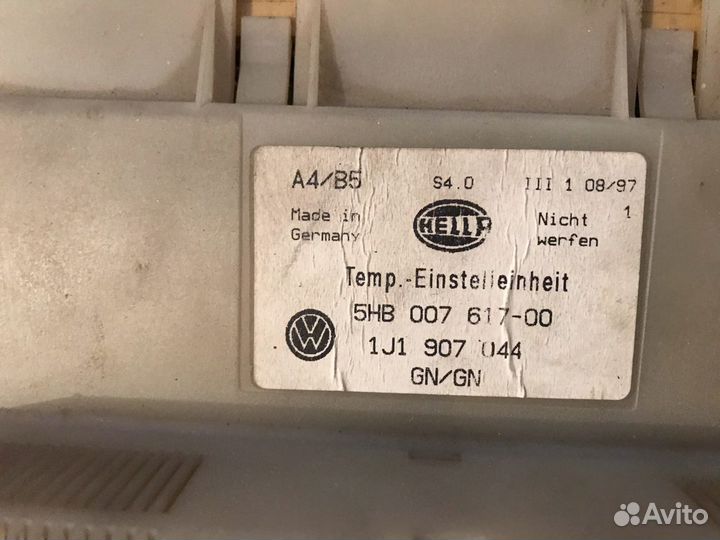 A4/B5 S4.0 III 1 08/97
Made in Germany HELLA Nicht werfen 1
Temp.-Einstelleinheit
5HB 007 617-00
VW 1J1 907 044
GN/GN
Avito